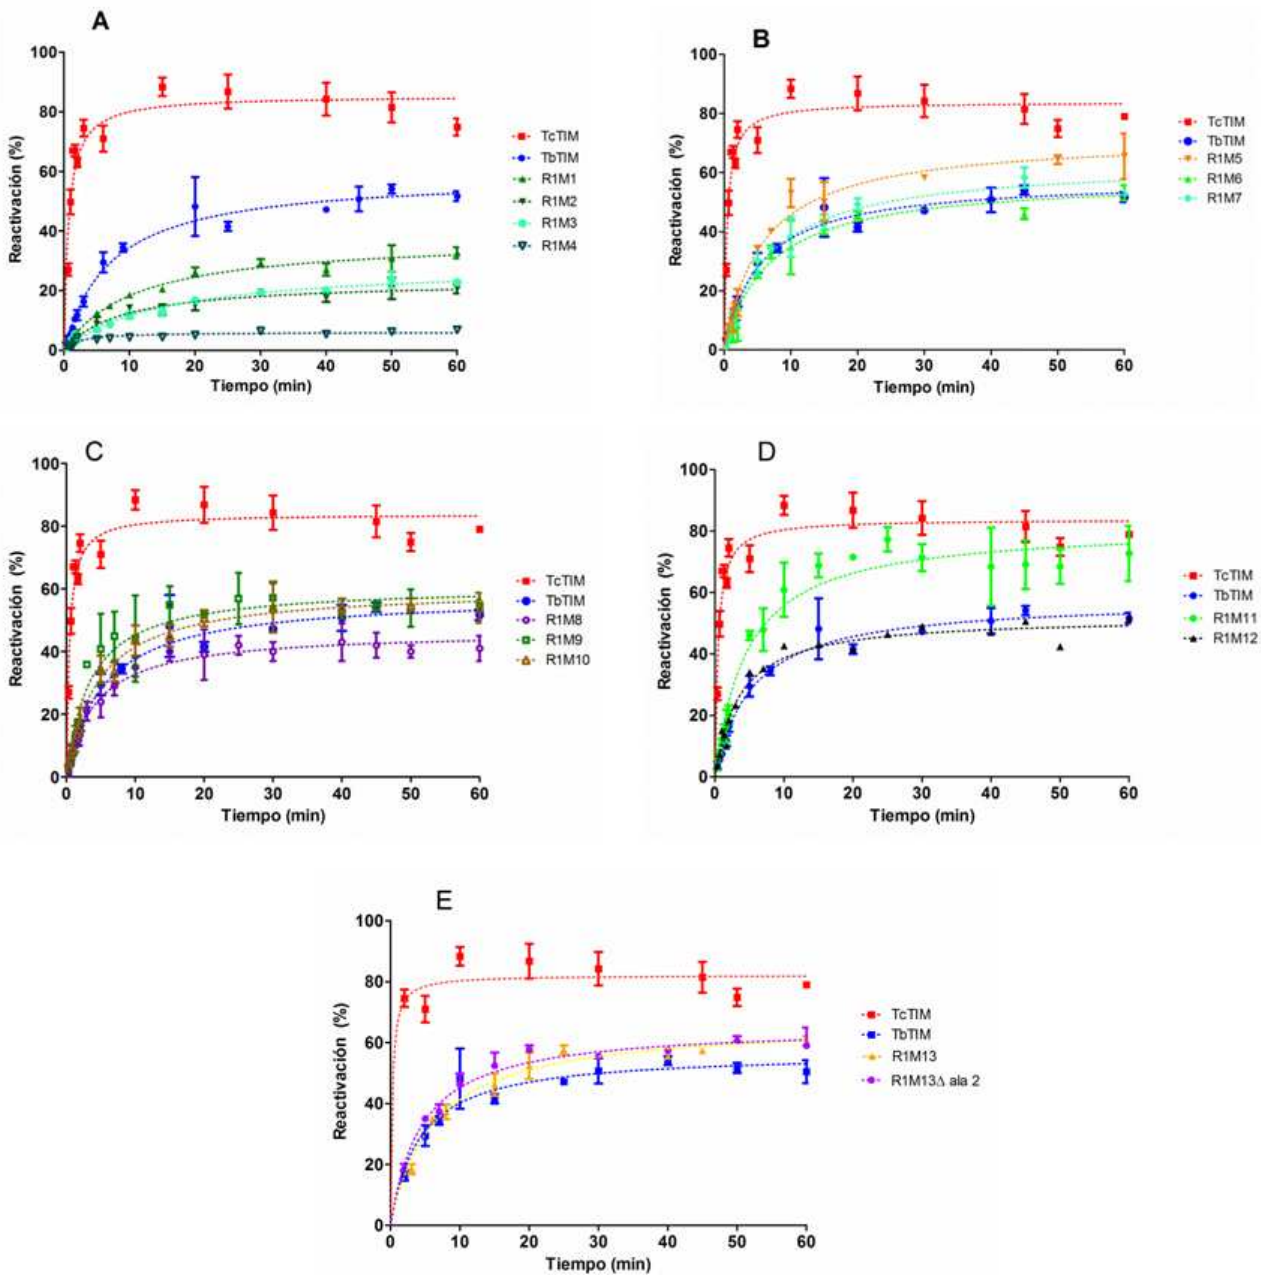 A
Reactivación (%)
100
80
60
40
20
0
0 10 20 30 40 50 60
Tiempo (min)
TcTIM
TbTIM
R1M1
R1M2
R1M3
R1M4
B
Reactivación (%)
100
80
60
40
20
0
0 10 20 30 40 50 60
Tiempo (min)
TcTIM
TbTIM
R1M5
R1M6
R1M7
C
Reactivación (%)
100
80
60
40
20
0
0 10 20 30 40 50 60
Tiempo (min)
TcTIM
TbTIM
R1M8
R1M9
R1M10
D
Reactivación (%)
100
80
60
40
20
0
0 10 20 30 40 50 60
Tiempo (min)
TcTIM
TbTIM
R1M11
R1M12
E
Reactivación (%)
100
80
60
40
20
0
0 10 20 30 40 50 60
Tiempo (min)
TcTIM
TbTIM
R1M13
R1M13Δ ala 2